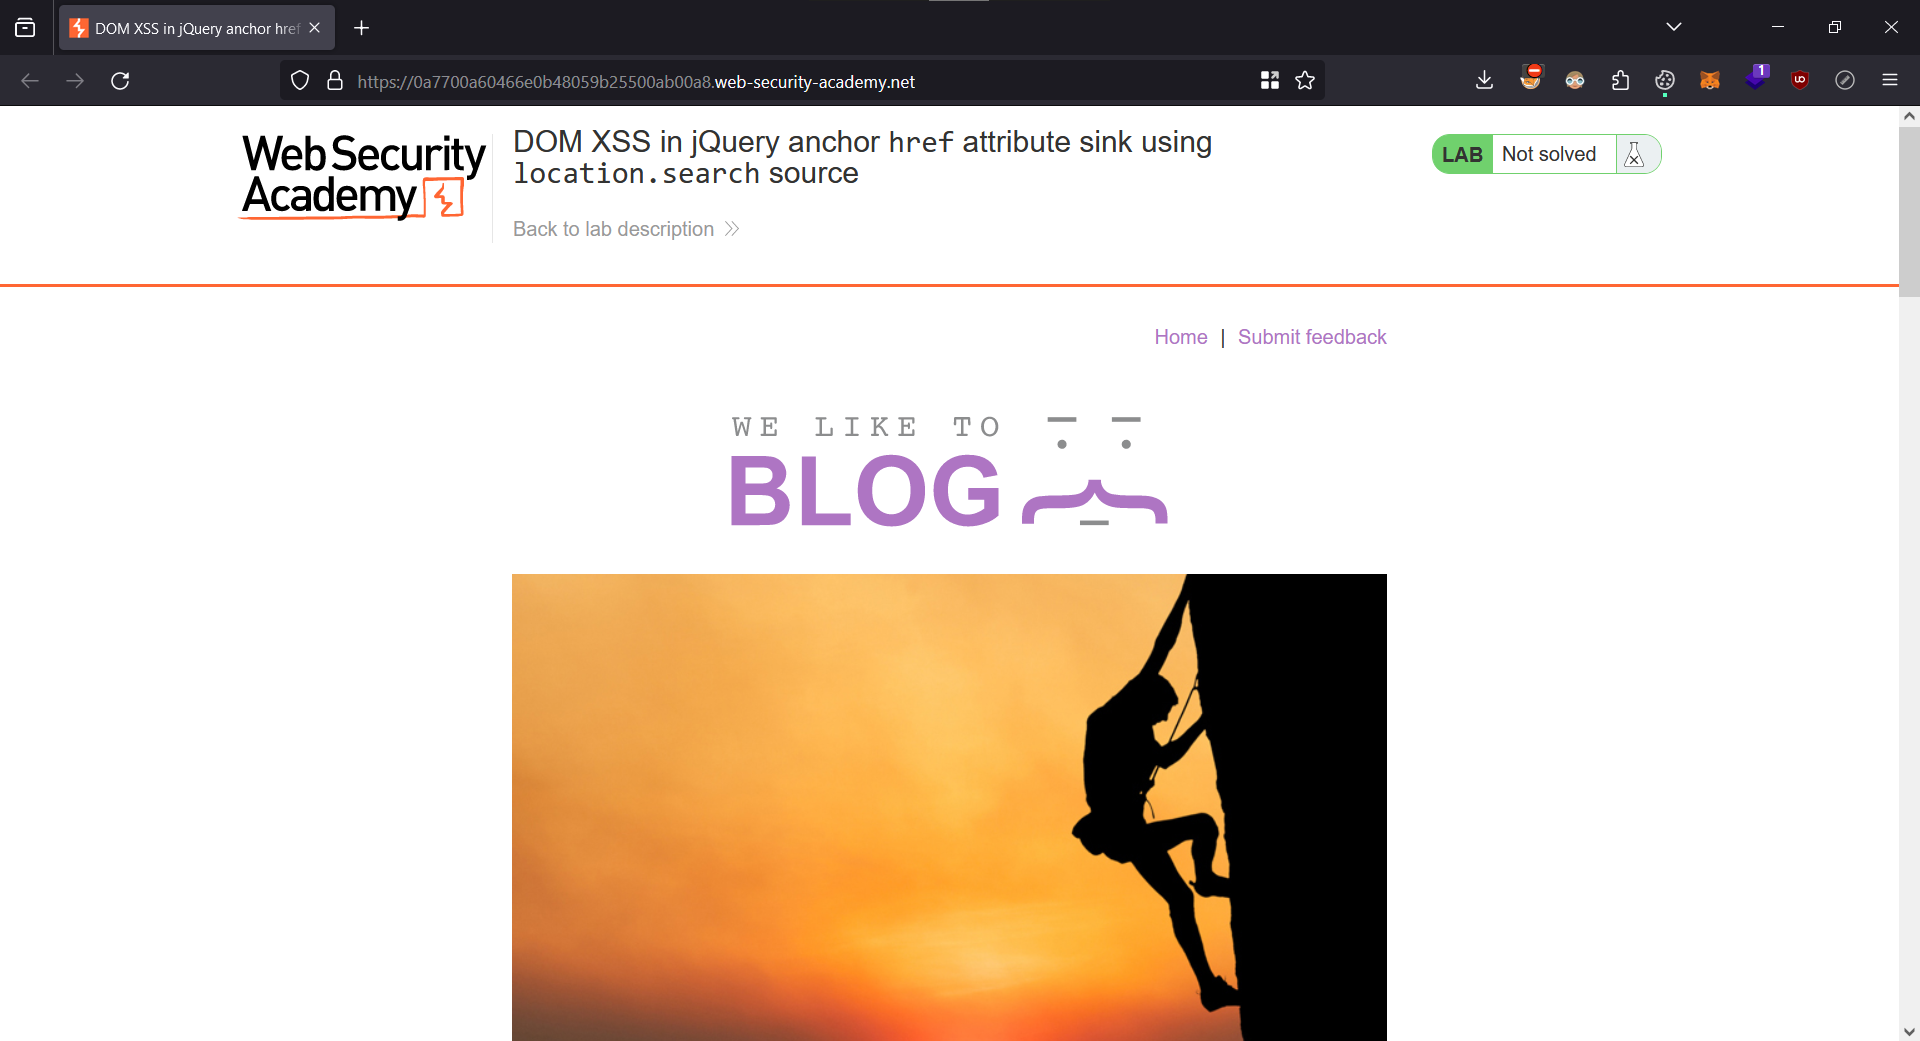 DOM XSS in jQuery anchor href
https://0a7700a60466e0b48059b25500ab00a8.web-security-academy.net
1
Web Security
Academy
DOM XSS in jQuery anchor href attribute sink using
location.search source
LAB Not solved
Back to lab description
Home | Submit feedback
WE LIKE TO
BLOG